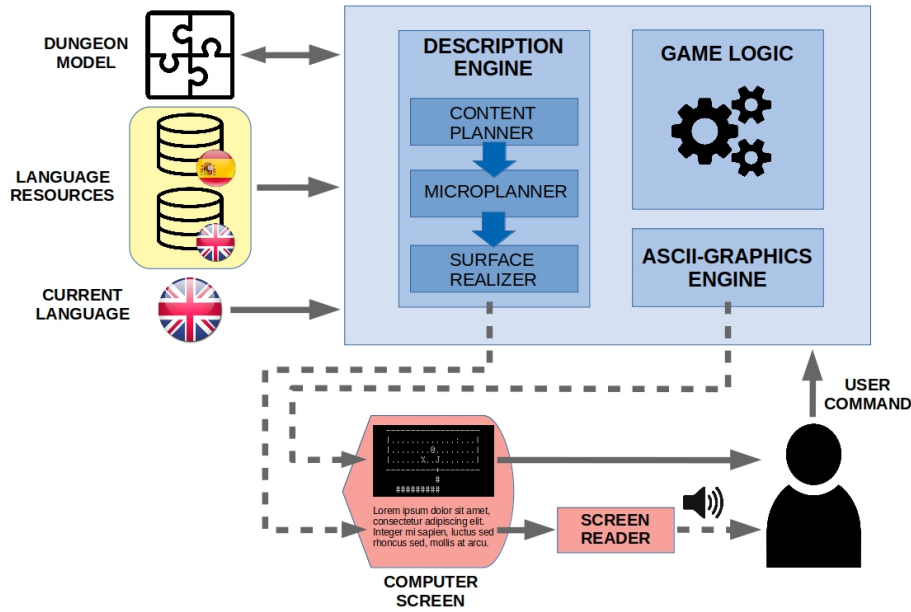 DUNGEON
MODEL
LANGUAGE
RESOURCES
CURRENT
LANGUAGE
DESCRIPTION
ENGINE
CONTENT
PLANNER
MICROPLANNER
SURFACE
REALIZER
GAME LOGIC
ASCII-GRAPHICS
ENGINE
USER
COMMAND
Lorem ipsum dolor sit amet,
consectetur adipiscing elit.
Integer mi sapien, luctus sed
rhoncus sed, mollis at arcu.
SCREEN
READER
COMPUTER
SCREEN